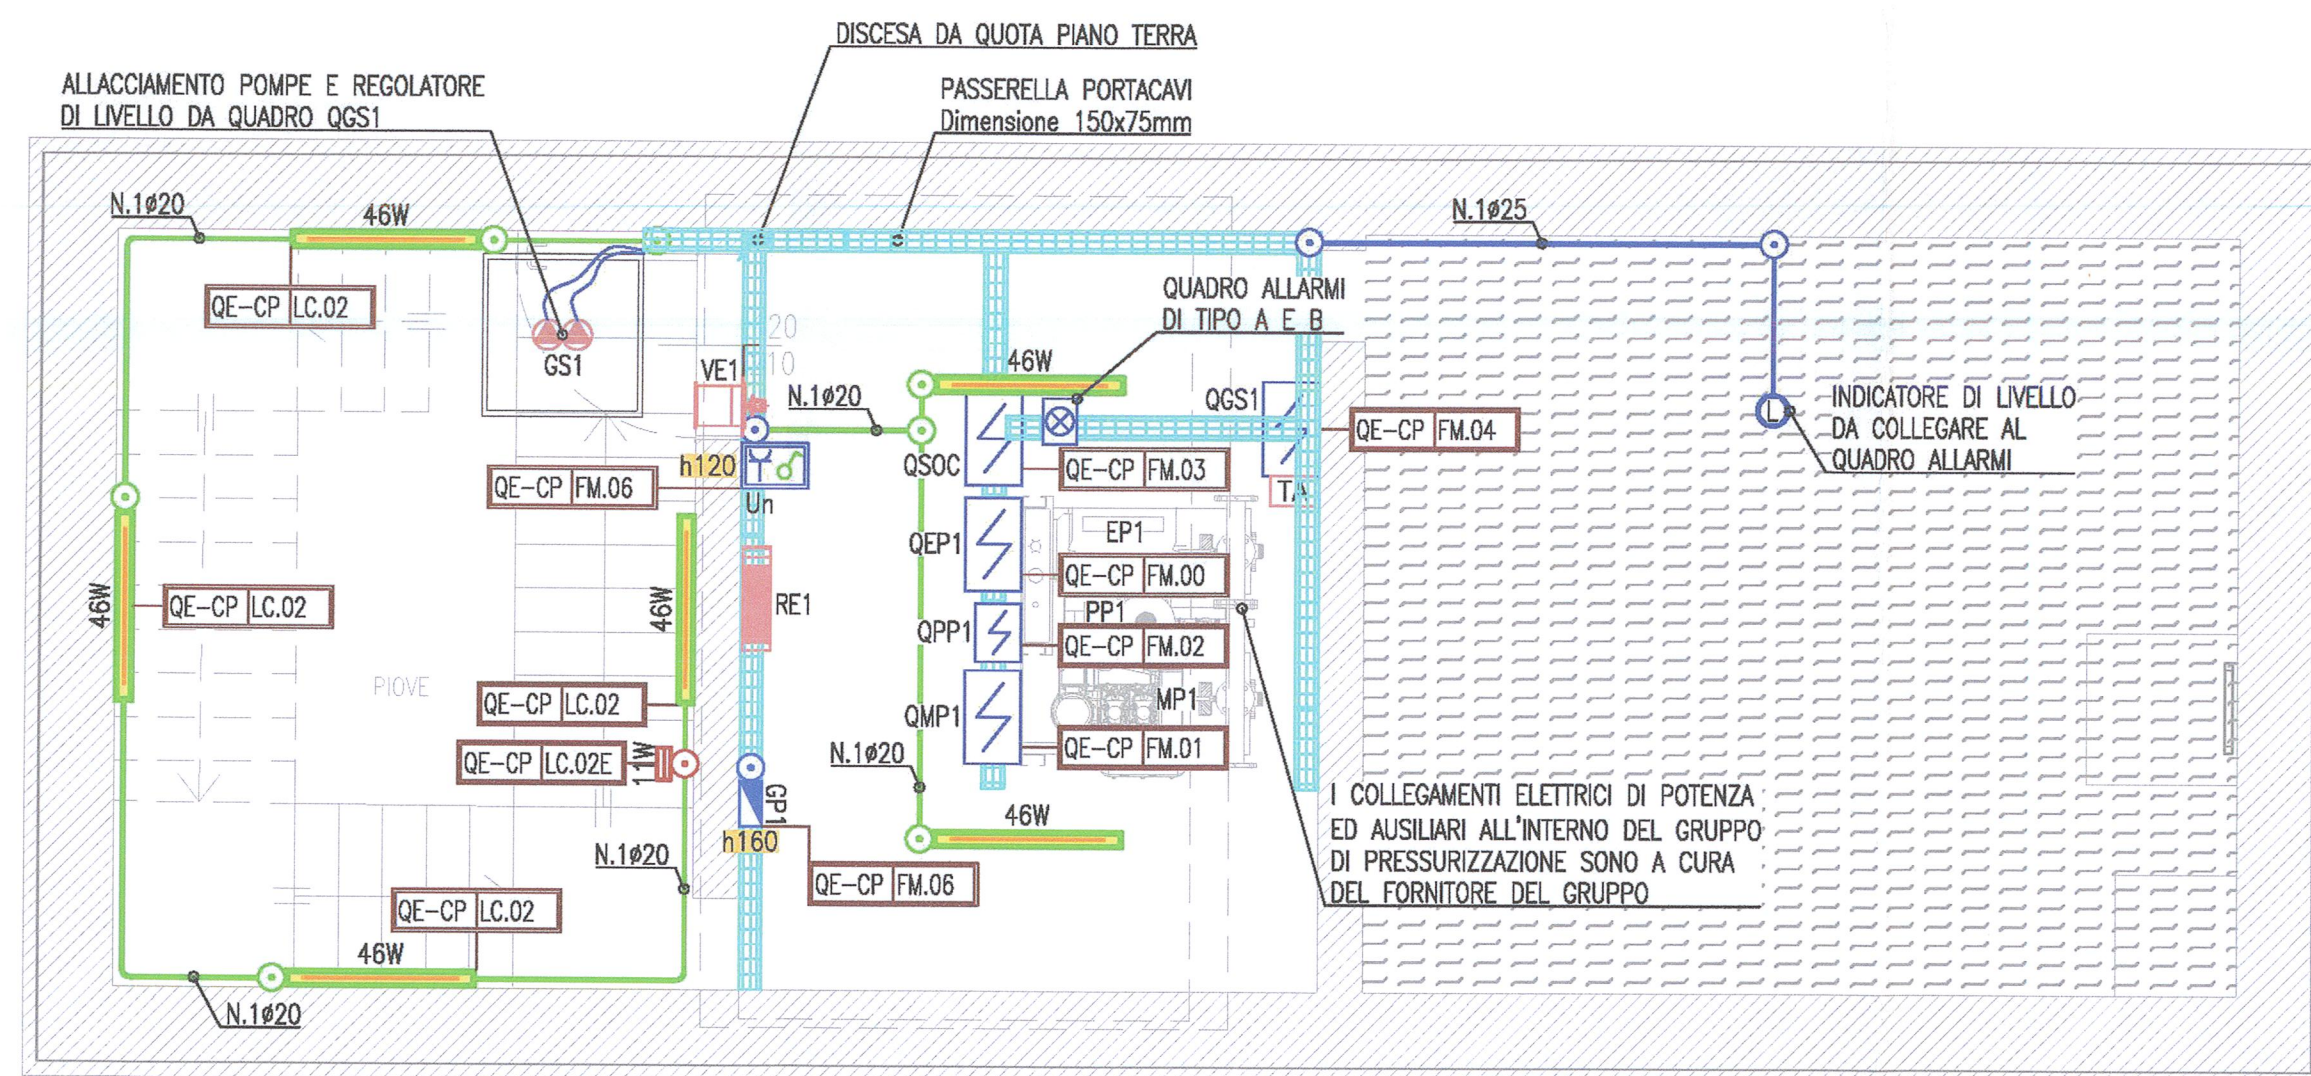 DISCESA DA QUOTA PIANO TERRA
ALLACCIAMENTO POMPE E REGOLATORE
DI LIVELLO DA QUADRO QGS1
PASSERELLA PORTACAVI
Dimensione 150x75mm
N.1ø20
46W
N.1ø25
QE-CP LC.02
GS1
20
10
VE1
N.1ø20
46W
QUADRO ALLARMI
DI TIPO A E B
QGS1
QE-CP FM.04
L
INDICATORE DI LIVELLO
DA COLLEGARE AL
QUADRO ALLARMI
h120
QE-CP FM.06
Un
QSOC
QE-CP FM.03
TA
QEP1
EP1
QE-CP FM.00
46W
QE-CP LC.02
46W
RE1
QPP1
PP1
QE-CP FM.02
PIOVE
QE-CP LC.02
QMP1
MP1
QE-CP FM.01
QE-CP LC.02E
11W
GP1
h160
N.1ø20
46W
I COLLEGAMENTI ELETTRICI DI POTENZA
ED AUSILIARI ALL'INTERNO DEL GRUPPO
DI PRESSURIZZAZIONE SONO A CURA
DEL FORNITORE DEL GRUPPO
N.1ø20
QE-CP FM.06
QE-CP LC.02
46W
N.1ø20